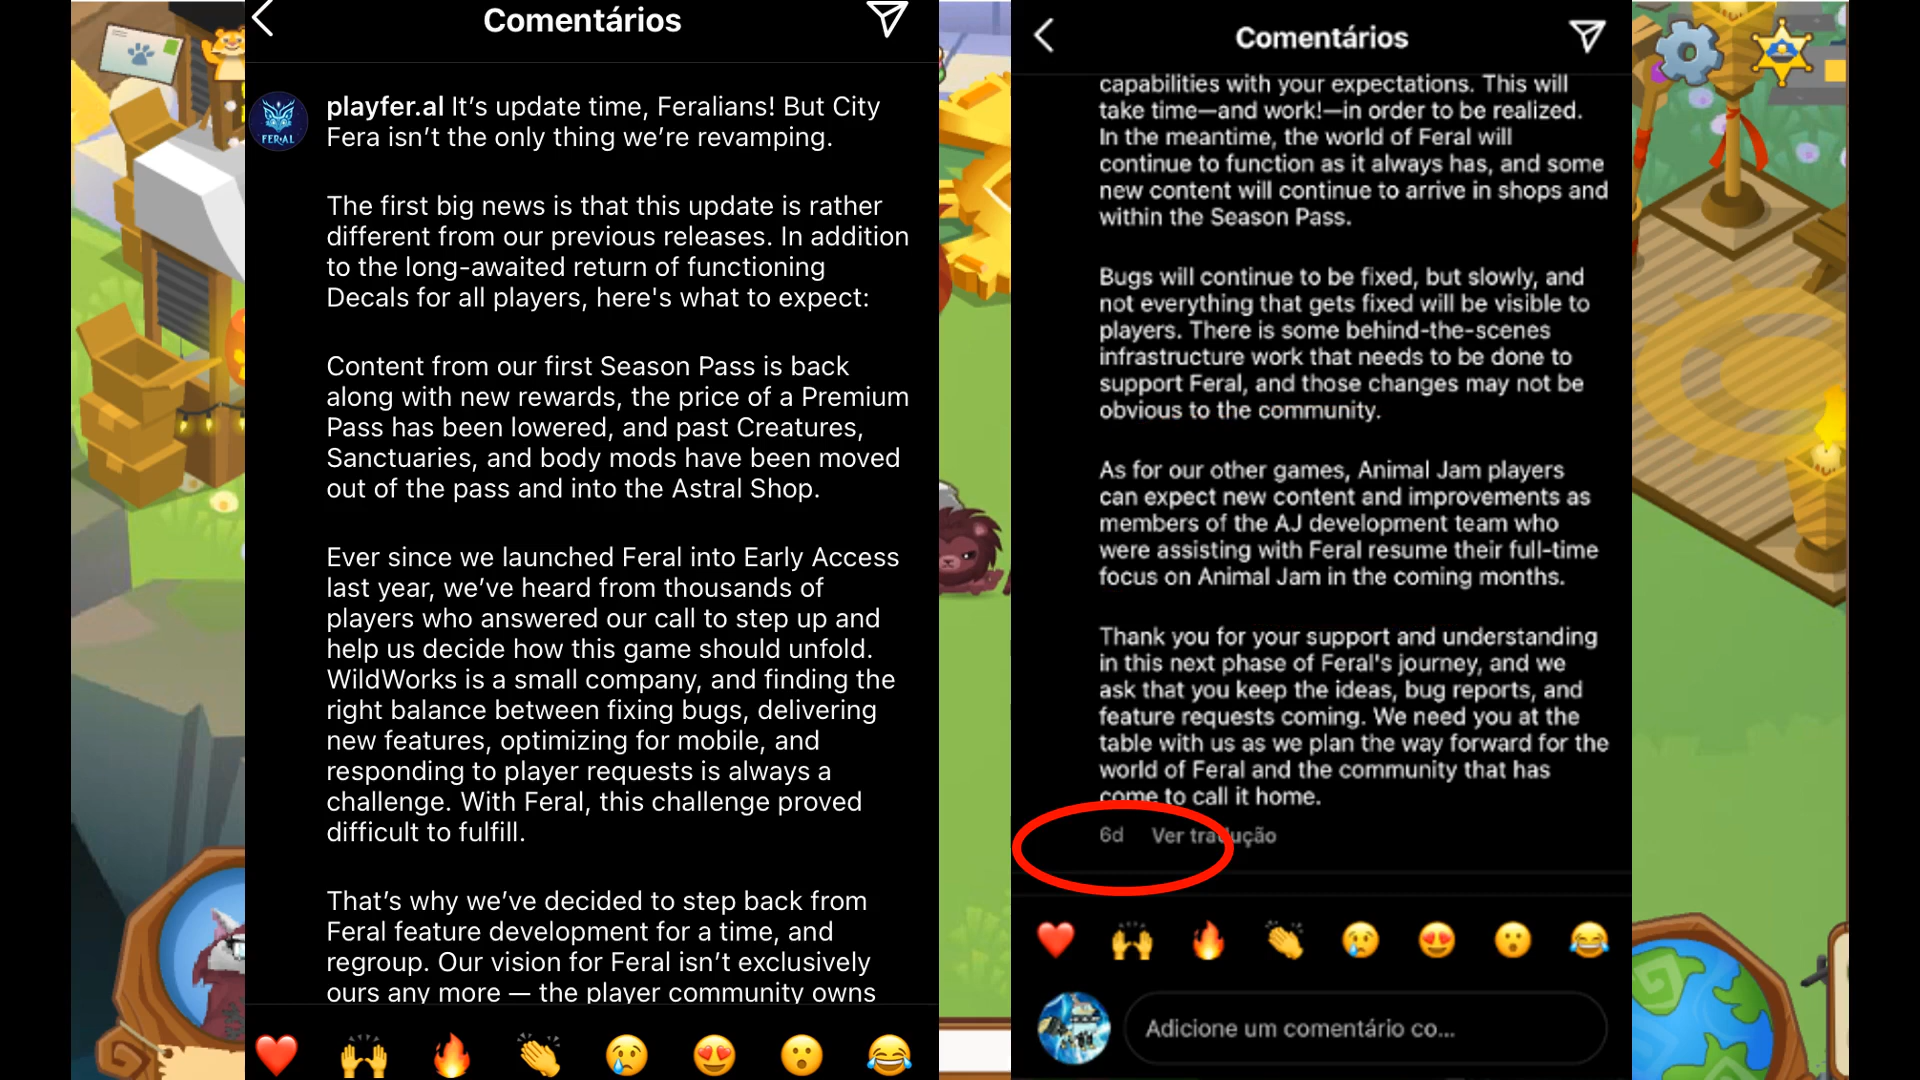 Comentários
playfer.al It’s update time, Feralians! But City
Fera isn’t the only thing we’re revamping.
The first big news is that this update is rather
different from our previous releases. In addition
to the long-awaited return of functioning
Decals for all players, here's what to expect:
Content from our first Season Pass is back
along with new rewards, the price of a Premium
Pass has been lowered, and past Creatures,
Sanctuaries, and body mods have been moved
out of the pass and into the Astral Shop.
Ever since we launched Feral into Early Access
last year, we’ve heard from thousands of
players who answered our call to step up and
help us decide how this game should unfold.
WildWorks is a small company, and finding the
right balance between fixing bugs, delivering
new features, optimizing for mobile, and
responding to player requests is always a
challenge. With Feral, this challenge proved
difficult to fulfill.
That’s why we’ve decided to step back from
Feral feature development for a time, and
regroup. Our vision for Feral isn’t exclusively
ours any more — the player community owns
FER.AL
Comentários
capabilities with your expectations. This will
take time—and work!—in order to be realized.
In the meantime, the world of Feral will
continue to function as it always has, and some
new content will continue to arrive in shops and
within the Season Pass.
Bugs will continue to be fixed, but slowly, and
not everything that gets fixed will be visible to
players. There is some behind-the-scenes
infrastructure work that needs to be done to
support Feral, and those changes may not be
obvious to the community.
As for our other games, Animal Jam players
can expect new content and improvements as
members of the AJ development team who
were assisting with Feral resume their full-time
focus on Animal Jam in the coming months.
Thank you for your support and understanding
in this next phase of Feral's journey, and we
ask that you keep the ideas, bug reports, and
feature requests coming. We need you at the
table with us as we plan the way forward for the
world of Feral and the community that has
come to call it home.
6d Ver tradução
Adicione um comentário co...